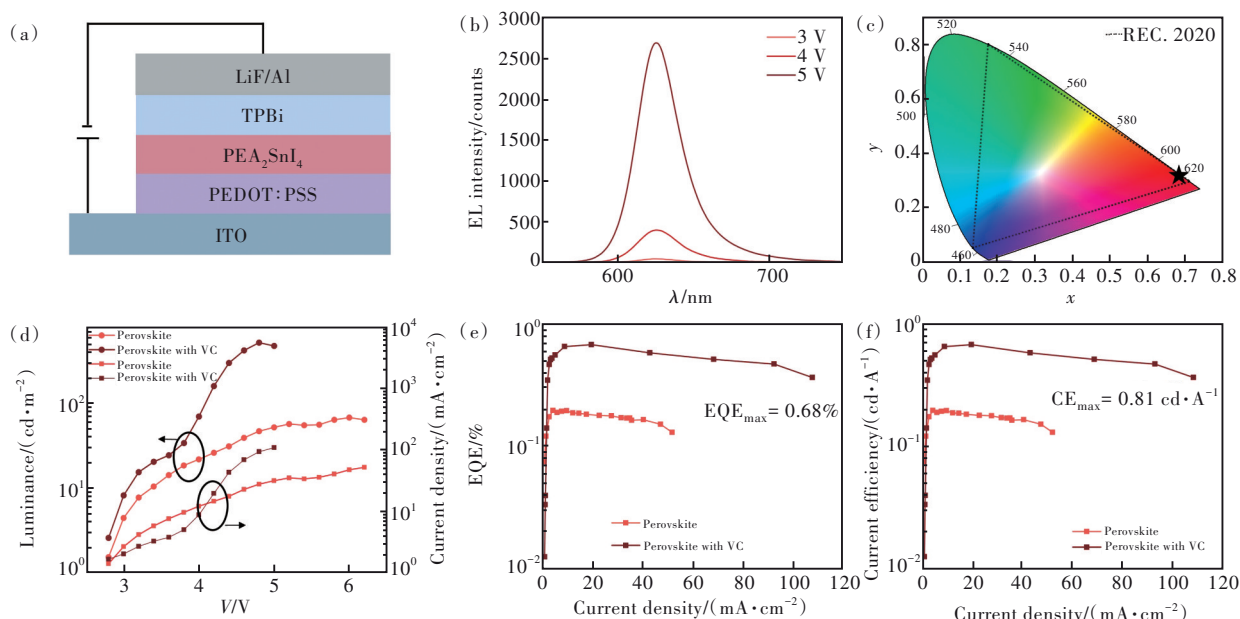 (a)
LiF/Al
TPBi
PEA₂SnI₄
PEDOT:PSS
ITO
(b)
3 V
4 V
5 V
3000
2500
2000
1500
1000
500
0
600
700
EL intensity/counts
λ/nm
(c)
REC. 2020
520
540
560
580
600
620
500
480
460
0.8
0.6
0.4
0.2
0
0
0.1
0.2
0.3
0.4
0.5
0.6
0.7
0.8
y
x
(d)
Perovskite
Perovskite with VC
Perovskite
Perovskite with VC
Luminance/(cd·m⁻²)
10²
10¹
10⁰
3
4
5
6
V/V
10⁴
10³
10²
10¹
10⁰
Current density/(mA·cm⁻²)
(e)
10⁰
10⁻¹
10⁻²
EQE/%
EQEmax= 0.68%
Perovskite
Perovskite with VC
0
20
40
60
80
100
120
Current density/(mA·cm⁻²)
(f)
10⁰
10⁻¹
10⁻²
Current efficiency/(cd·A⁻¹)
CEmax= 0.81 cd·A⁻¹
Perovskite
Perovskite with VC
0
20
40
60
80
100
120
Current density/(mA·cm⁻²)